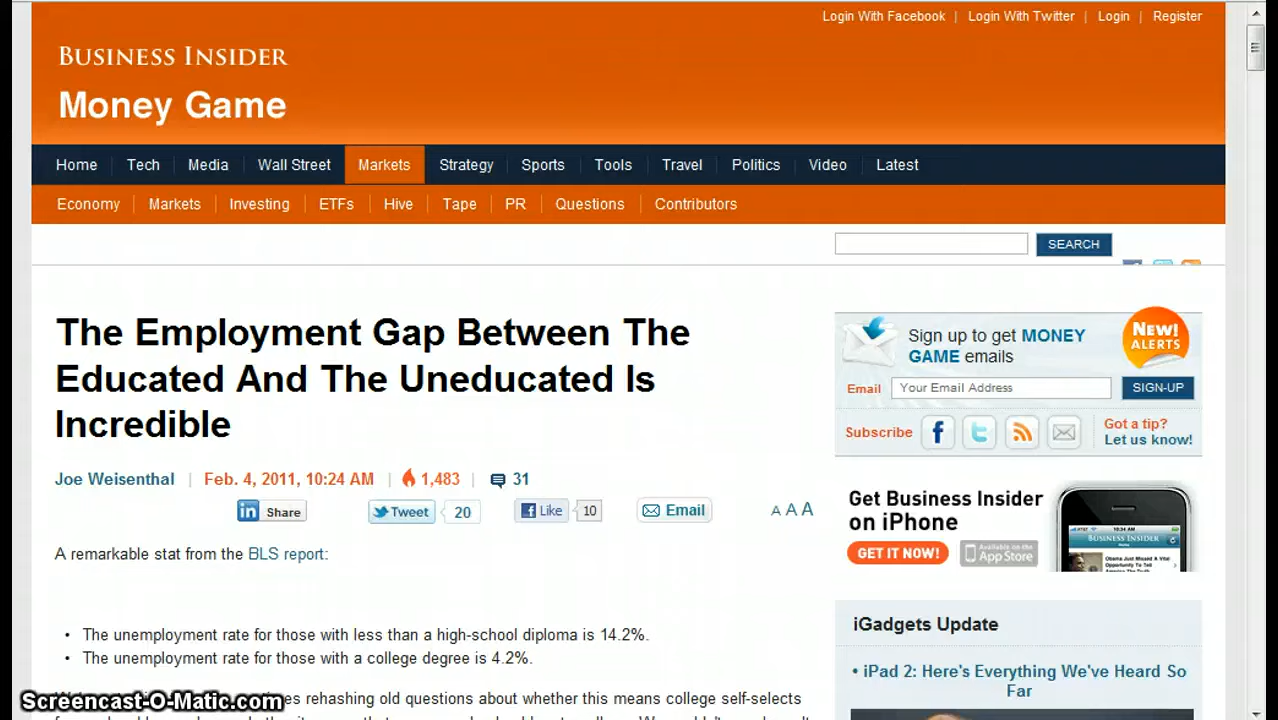 Login With Facebook | Login With Twitter | Login | Register
BUSINESS INSIDER
Money Game
Home Tech Media Wall Street Markets Strategy Sports Tools Travel Politics Video Latest
Economy Markets Investing ETFs Hive Tape PR Questions Contributors
SEARCH
The Employment Gap Between The
Educated And The Uneducated Is
Incredible
Joe Weisenthal | Feb. 4, 2011, 10:24 AM | 1,483 | 31
in Share Tweet 20 Like 10 Email A A A
A remarkable stat from the BLS report:
• The unemployment rate for those with less than a high-school diploma is 14.2%.
• The unemployment rate for those with a college degree is 4.2%.
rehashing old questions about whether this means college self-selects
Sign up to get MONEY
GAME emails
New!
ALERTS
Email Your Email Address SIGN-UP
Subscribe
Got a tip?
Let us know!
Get Business Insider
on iPhone
GET IT NOW!
Available on the
App Store
BUSINESS INSIDER
iGadgets Update
• iPad 2: Here's Everything We've Heard So
Far
Screencast-O-Matic.com